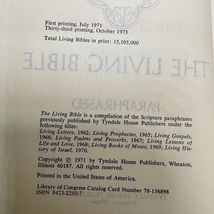 First printing, July 1971
Thirty-third printing, October 1973
Total Living Bibles in print: 15,105,000
THE LIVING BIBLE
PARAPHRASED
The Living Bible is a compilation of the Scripture paraphrases
previously published by Tyndale House Publishers under the
following titles:
Living Letters, 1962; Living Prophecies, 1965; Living Gospels,
1966; Living Psalms and Proverbs, 1967; Living Lessons of
Life and Love, 1968; Living Books of Moses, 1969; Living His-
tory of Israel, 1970.
Copyright © 1971 by Tyndale House Publishers, Wheaton,
Illinois 60187. All rights reserved.
Library of Congress Catalog Card Number 78-156898
ISBN 8423-2250-7
TYNDALE HOUSE